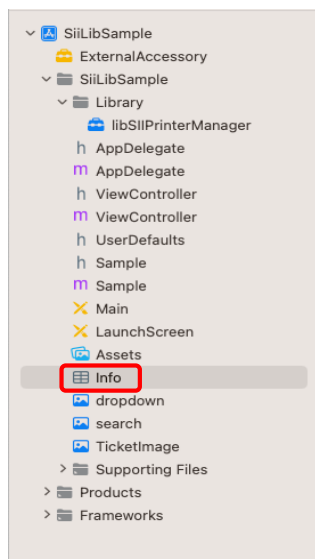 SiiLibSample
ExternalAccessory
SiiLibSample
Library
libSIIPrinterManager
h AppDelegate
m AppDelegate
h ViewController
m ViewController
h UserDefaults
h Sample
m Sample
Main
LaunchScreen
Assets
Info
dropdown
search
TicketImage
Supporting Files
Products
Frameworks